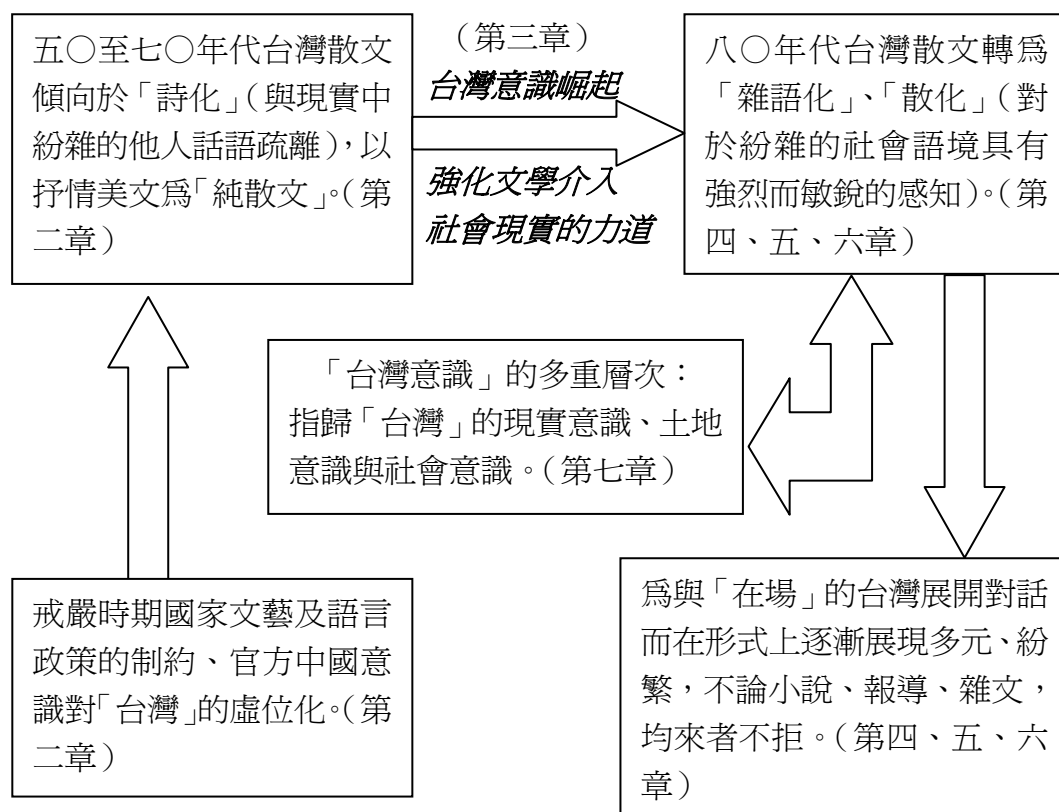 五〇至七〇年代台灣散文
傾向於「詩化」（與現實中
紛雜的他人話語疏離），以
抒情美文為「純散文」。（第
二章）
（第三章）
台灣意識崛起
強化文學介入
社會現實的力道
八〇年代台灣散文轉為
「雜語化」、「散化」（對
於紛雜的社會語境具有
強烈而敏銳的感知）。（第
四、五、六章）
「台灣意識」的多重層次：
指歸「台灣」的現實意識、土地
意識與社會意識。（第七章）
戒嚴時期國家文藝及語言
政策的制約、官方中國意
識對「台灣」的虛位化。（第
二章）
為與「在場」的台灣展開對話
而在形式上逐漸展現多元、紛
繁，不論小說、報導、雜文，
均來者不拒。（第四、五、六
章）